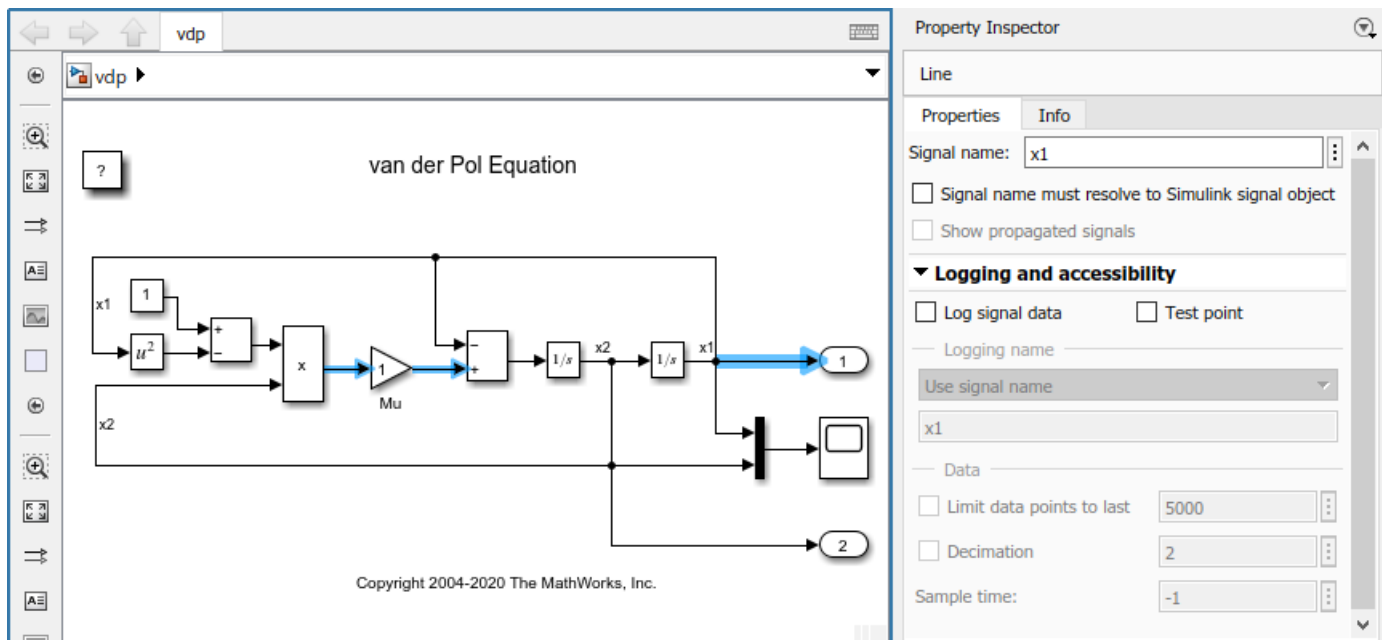 vdp
Property Inspector
vdp
Line
Properties Info
Signal name: x1
Signal name must resolve to Simulink signal object
Show propagated signals
Logging and accessibility
Log signal data Test point
Logging name
Use signal name
x1
Data
Limit data points to last 5000
Decimation 2
Sample time: -1
?
van der Pol Equation
x1
1
u²
+
−
x
1
Mu
−
+
1/s
x2
1/s
x1
1
x2
2
Copyright 2004-2020 The MathWorks, Inc.
A
A